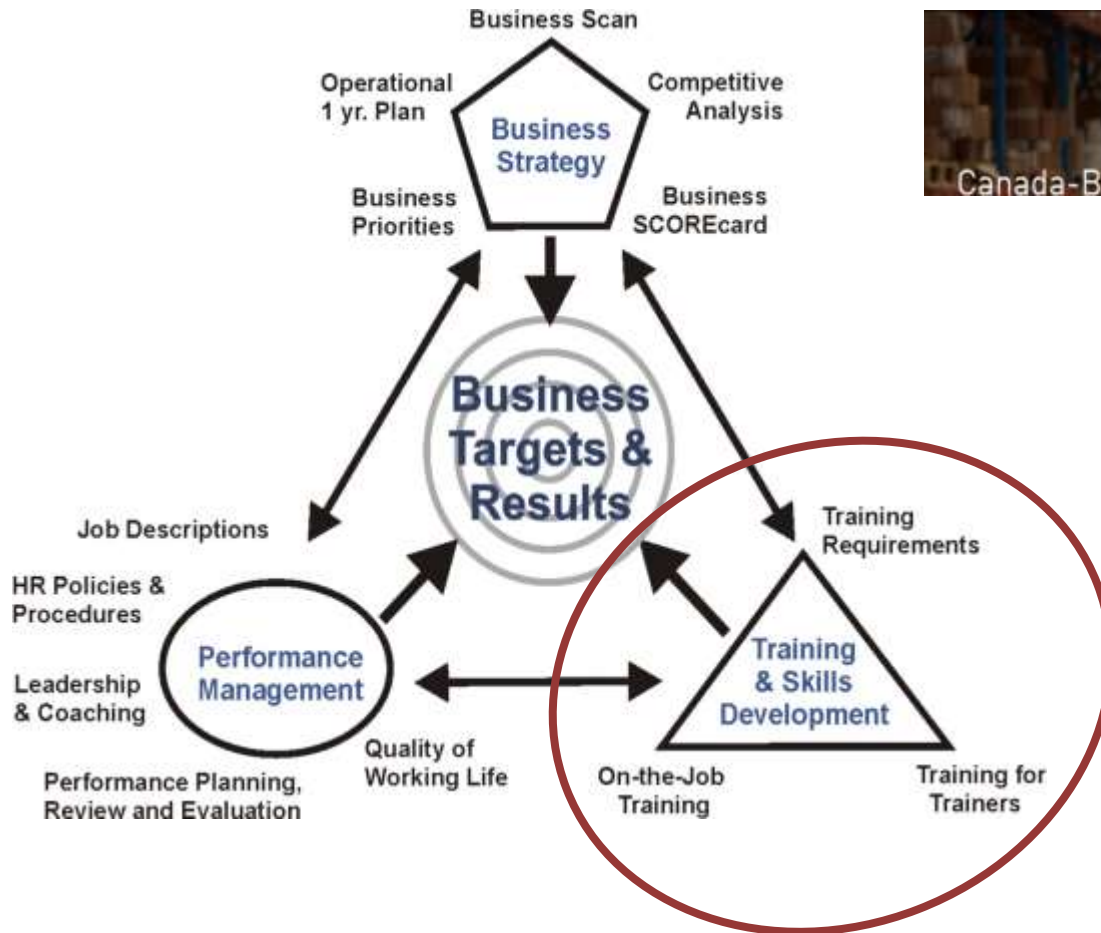 Business Scan
Operational
1 yr. Plan
Competitive
Analysis
Business
Strategy
Business
Priorities
Business
SCOREcard
Canada-B
Business
Targets &
Results
Job Descriptions
HR Policies &
Procedures
Leadership
& Coaching
Performance
Management
Performance Planning,
Review and Evaluation
Quality of
Working Life
Training
Requirements
Training
& Skills
Development
On-the-Job
Training
Training for
Trainers